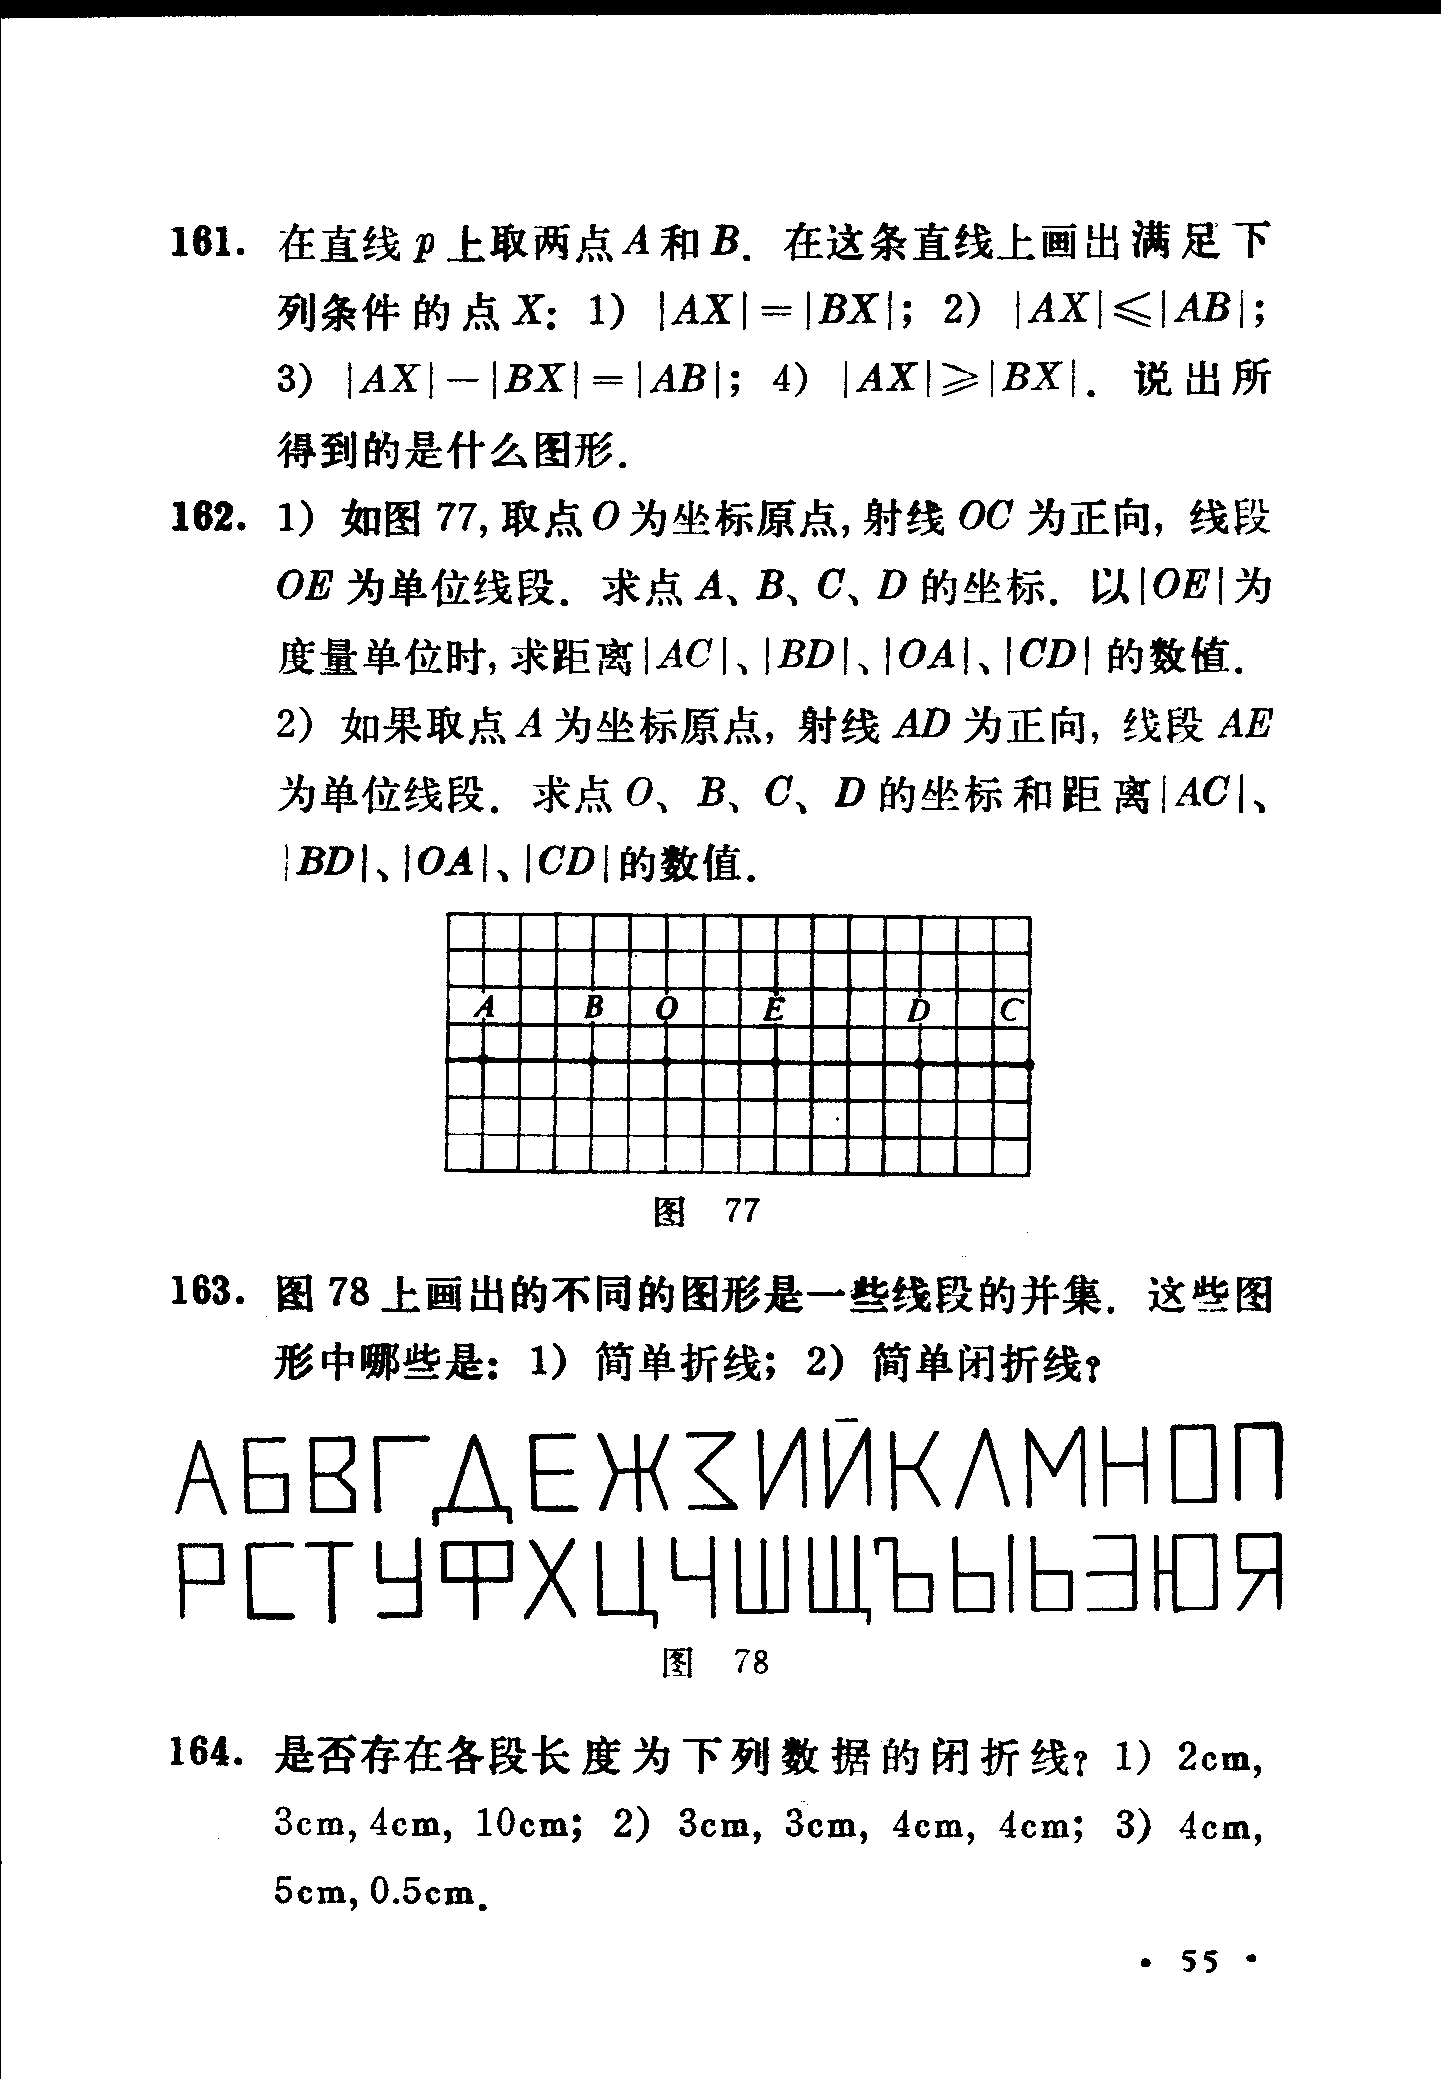 161. 在直线 p 上取两点 A 和 B．在这条直线上画出满足下
列条件的点 X：1) |AX|=|BX|；2) |AX|⩽|AB|；
3) |AX|－|BX|=|AB|；4) |AX|⩾|BX|．说出所
得到的是什么图形．
162. 1) 如图 77, 取点 O 为坐标原点, 射线 OC 为正向, 线段
OE 为单位线段．求点 A、B、C、D 的坐标．以|OE|为
度量单位时, 求距离|AC|、|BD|、|OA|、|CD| 的数值．
2) 如果取点 A 为坐标原点, 射线 AD 为正向, 线段 AE
为单位线段．求点 O、B、C、D 的坐标和距离|AC|、
|BD|、|OA|、|CD|的数值．
A B O E D C
图 77
163. 图 78 上画出的不同的图形是一些线段的并集．这些图
形中哪些是：1) 简单折线；2) 简单闭折线？
АБВГДЕЖЗИЙКЛМНОП
РСТУФХЦЧШЩЪЫЬЭЮЯ
图 78
164. 是否存在各段长度为下列数据的闭折线？1) 2cm,
3cm, 4cm, 10cm；2) 3cm, 3cm, 4cm, 4cm；3) 4cm,
5cm, 0.5cm．
· 55 ·